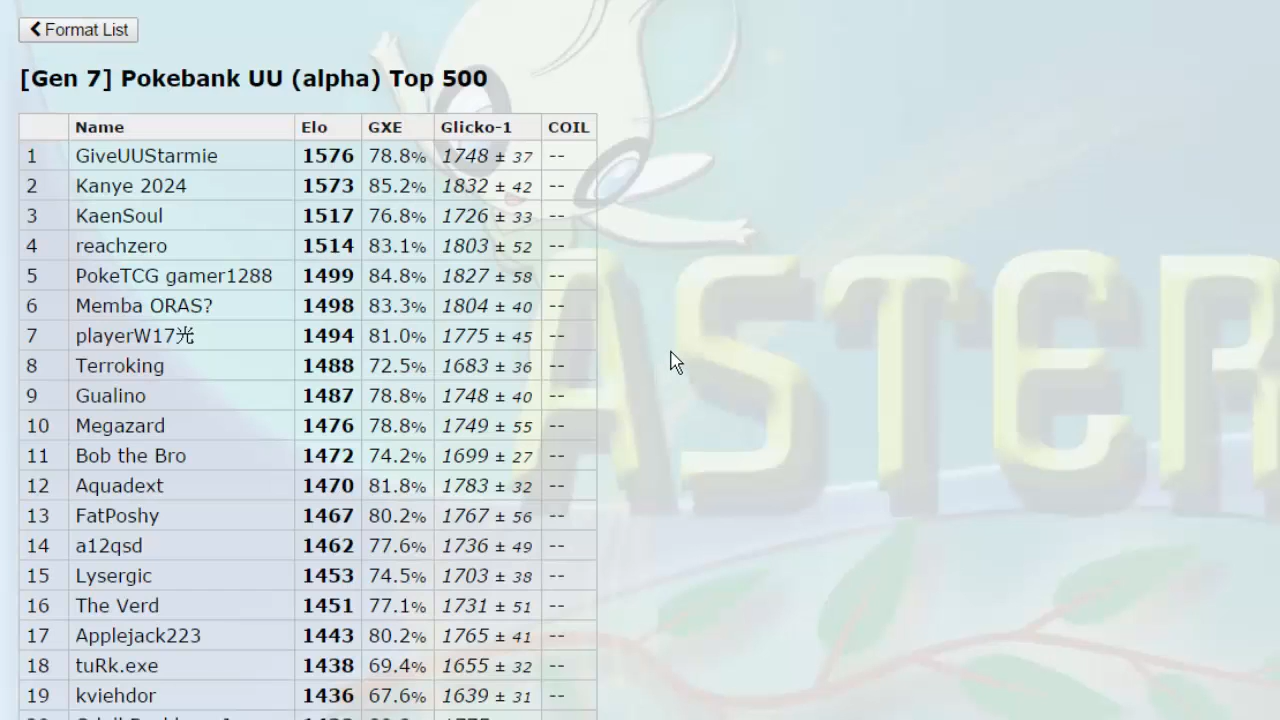 Format List
[Gen 7] Pokebank UU (alpha) Top 500
Name Elo GXE Glicko-1 COIL
1 GiveUUStarmie 1576 78.8% 1748 ± 37 --
2 Kanye 2024 1573 85.2% 1832 ± 42 --
3 KaenSoul 1517 76.8% 1726 ± 33 --
4 reachzero 1514 83.1% 1803 ± 52 --
5 PokeTCG gamer1288 1499 84.8% 1827 ± 58 --
6 Memba ORAS? 1498 83.3% 1804 ± 40 --
7 playerW17光 1494 81.0% 1775 ± 45 --
8 Terroking 1488 72.5% 1683 ± 36 --
9 Gualino 1487 78.8% 1748 ± 40 --
10 Megazard 1476 78.8% 1749 ± 55 --
11 Bob the Bro 1472 74.2% 1699 ± 27 --
12 Aquadext 1470 81.8% 1783 ± 32 --
13 FatPoshy 1467 80.2% 1767 ± 56 --
14 a12qsd 1462 77.6% 1736 ± 49 --
15 Lysergic 1453 74.5% 1703 ± 38 --
16 The Verd 1451 77.1% 1731 ± 51 --
17 Applejack223 1443 80.2% 1765 ± 41 --
18 tuRk.exe 1438 69.4% 1655 ± 32 --
19 kviehdor 1436 67.6% 1639 ± 31 --
ASTER